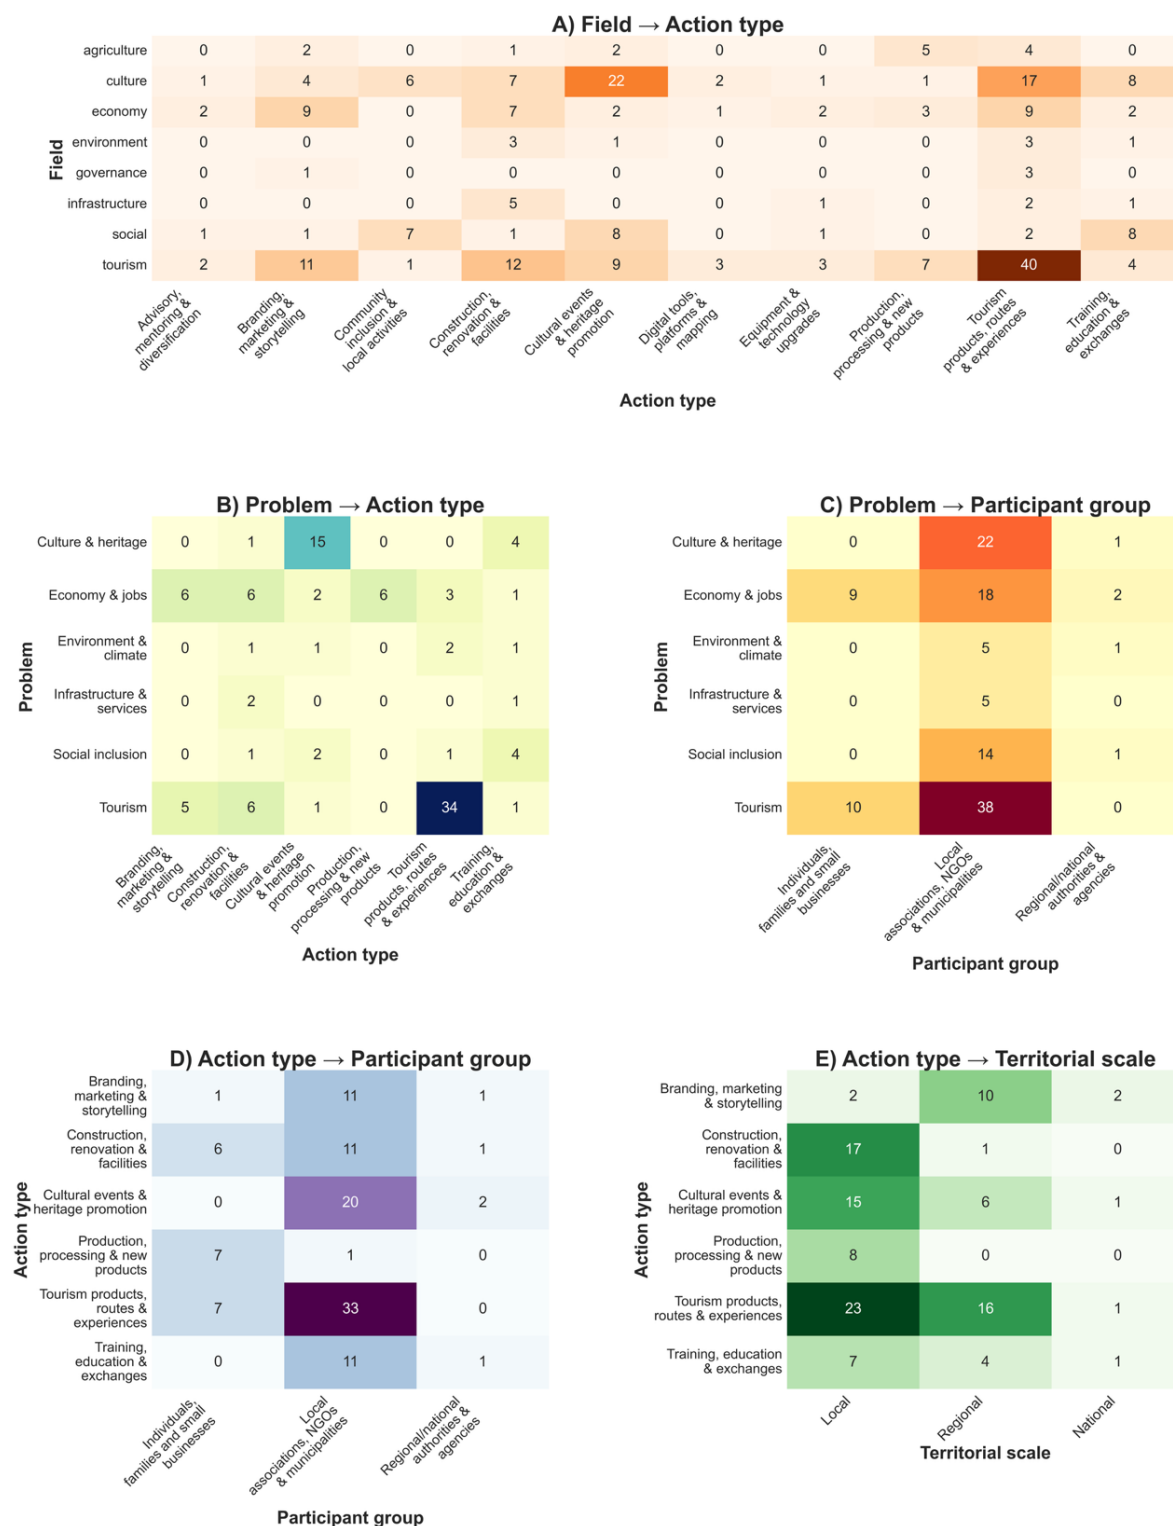 A) Field → Action type
Field
agriculture 0 2 0 1 2 0 0 5 4 0
culture 1 4 6 7 22 2 1 1 17 8
economy 2 9 0 7 2 1 2 3 9 2
environment 0 0 0 3 1 0 0 0 3 1
governance 0 1 0 0 0 0 0 0 3 0
infrastructure 0 0 0 5 0 0 1 0 2 1
social 1 1 7 1 8 0 1 0 2 8
tourism 2 11 1 12 9 3 3 7 40 4
Advisory,
mentoring &
diversification
Branding,
marketing &
storytelling
Community
inclusion &
local activities
Construction,
renovation &
facilities
Cultural events
& heritage
promotion
Digital tools,
platforms &
mapping
Equipment &
technology
upgrades
Production,
processing & new
products
Tourism
products, routes
& experiences
Training,
education &
exchanges
Action type
B) Problem → Action type
Problem
Culture & heritage 0 1 15 0 0 4
Economy & jobs 6 6 2 6 3 1
Environment &
climate
0 1 1 0 2 1
Infrastructure &
services
0 2 0 0 0 1
Social inclusion 0 1 2 0 1 4
Tourism 5 6 1 0 34 1
Branding,
marketing &
storytelling
Construction,
renovation &
facilities
Cultural events
& heritage
promotion
Production,
processing & new
products
Tourism
products, routes
& experiences
Training,
education &
exchanges
Action type
C) Problem → Participant group
Problem
Culture & heritage 0 22 1
Economy & jobs 9 18 2
Environment &
climate
0 5 1
Infrastructure &
services
0 5 0
Social inclusion 0 14 1
Tourism 10 38 0
Individuals,
families and small
businesses
Local
associations, NGOs
& municipalities
Regional/national
authorities &
agencies
Participant group
D) Action type → Participant group
Action type
Branding,
marketing &
storytelling
1 11 1
Construction,
renovation &
facilities
6 11 1
Cultural events &
heritage promotion
0 20 2
Production,
processing & new
products
7 1 0
Tourism products,
routes &
experiences
7 33 0
Training,
education &
exchanges
0 11 1
Individuals,
families and small
businesses
Local
associations, NGOs
& municipalities
Regional/national
authorities &
agencies
Participant group
E) Action type → Territorial scale
Action type
Branding, marketing
& storytelling
2 10 2
Construction,
renovation &
facilities
17 1 0
Cultural events &
heritage promotion
15 6 1
Production,
processing & new
products
8 0 0
Tourism products,
routes & experiences
23 16 1
Training, education
& exchanges
7 4 1
Local
Regional
National
Territorial scale